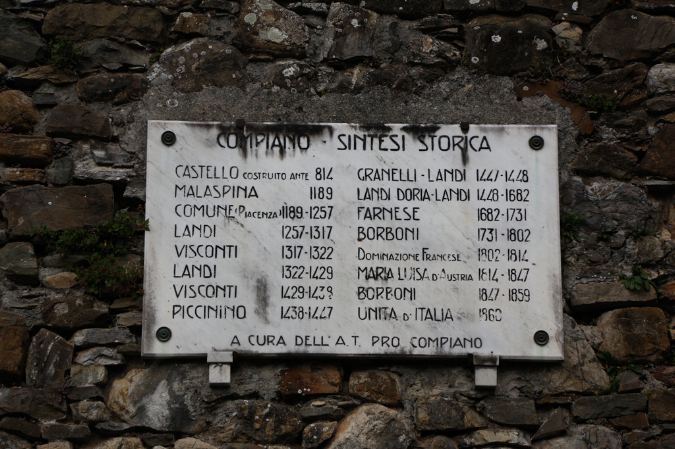 COMPIANO - SINTESI STORICA
CASTELLO COSTRUITO ANTE 814
MALASPINA 1189
COMUNE PIACENZA 1189-1257
LANDI 1257-1317
VISCONTI 1317-1322
LANDI 1322-1429
VISCONTI 1429-1438
PICCININO 1438-1447
GRANELLI - LANDI 1447-1448
LANDI DORIA-LANDI 1448-1682
FARNESE 1682-1731
BORBONI 1731-1802
DOMINAZIONE FRANCESE 1802-1814
MARIA LUISA D'AUSTRIA 1814-1847
BORBONI 1847-1859
UNITA' D'ITALIA 1860
A CURA DELL' A.T. PRO COMPIANO